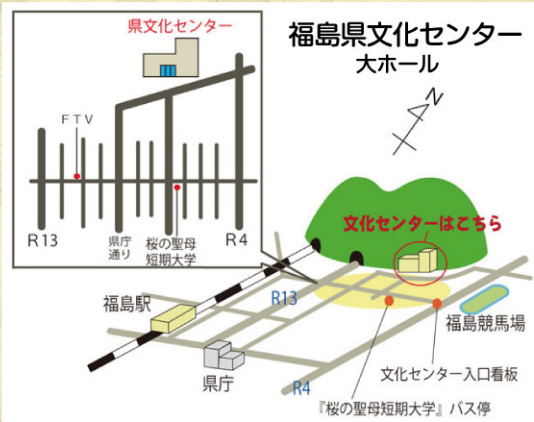 福島県文化センター
大ホール
県文化センター
FTV
R13
県庁
通り
桜の聖母
短期大学
R4
N
文化センターはこちら
福島駅
R13
福島競馬場
県庁
文化センター入口看板
R4
『桜の聖母短期大学』バス停